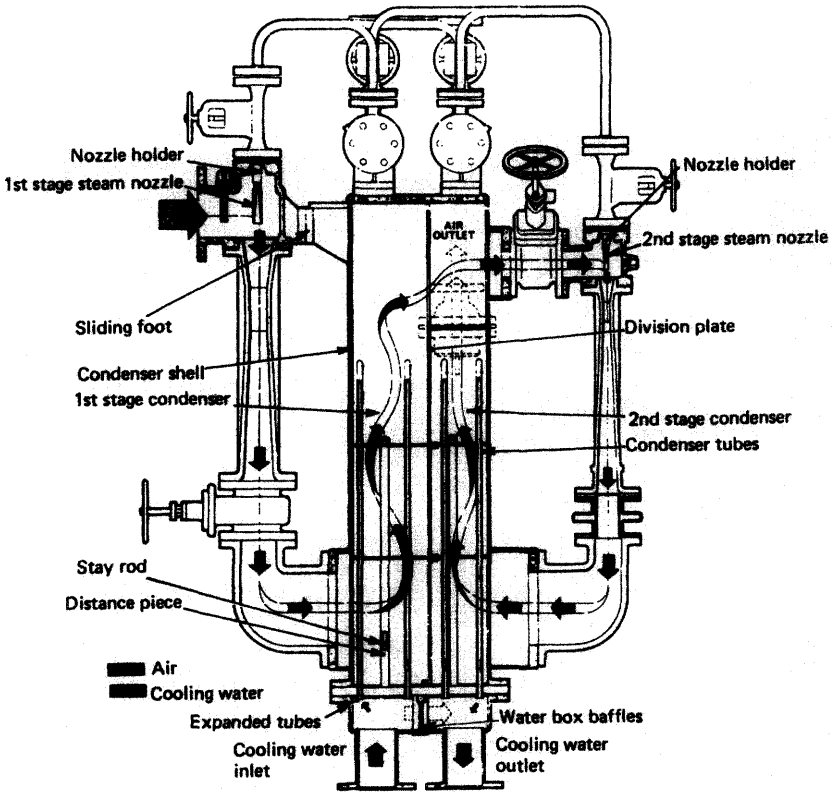 Nozzle holder
1st stage steam nozzle
Nozzle holder
AIR
OUTLET
2nd stage steam nozzle
Sliding foot
Division plate
Condenser shell
1st stage condenser
2nd stage condenser
Condenser tubes
Stay rod
Distance piece
Air
Cooling water
Expanded tubes
Water box baffles
Cooling water
inlet
Cooling water
outlet